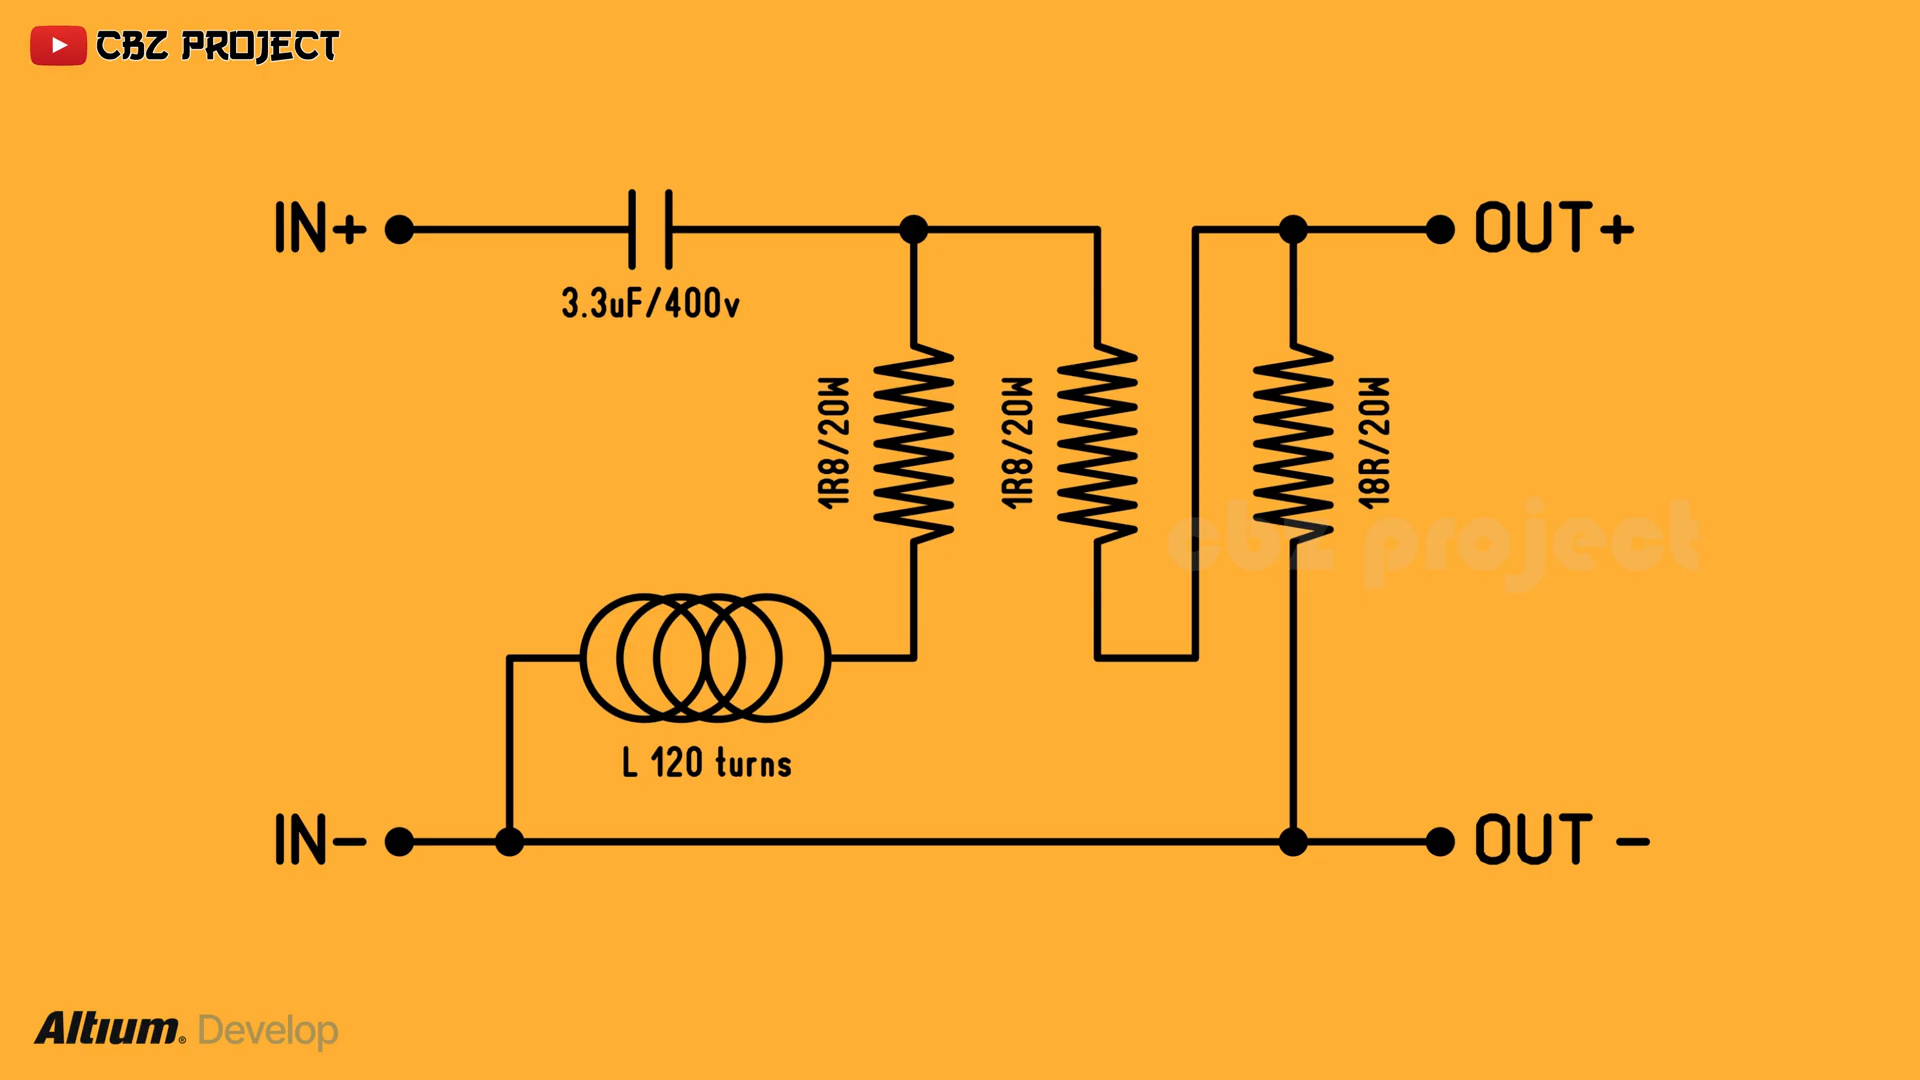 CBZ PROJECT
IN+
OUT+
3.3uF/400v
1R8/20W
1R8/20W
18R/20W
cbz project
L 120 turns
IN-
OUT -
Altium® Develop